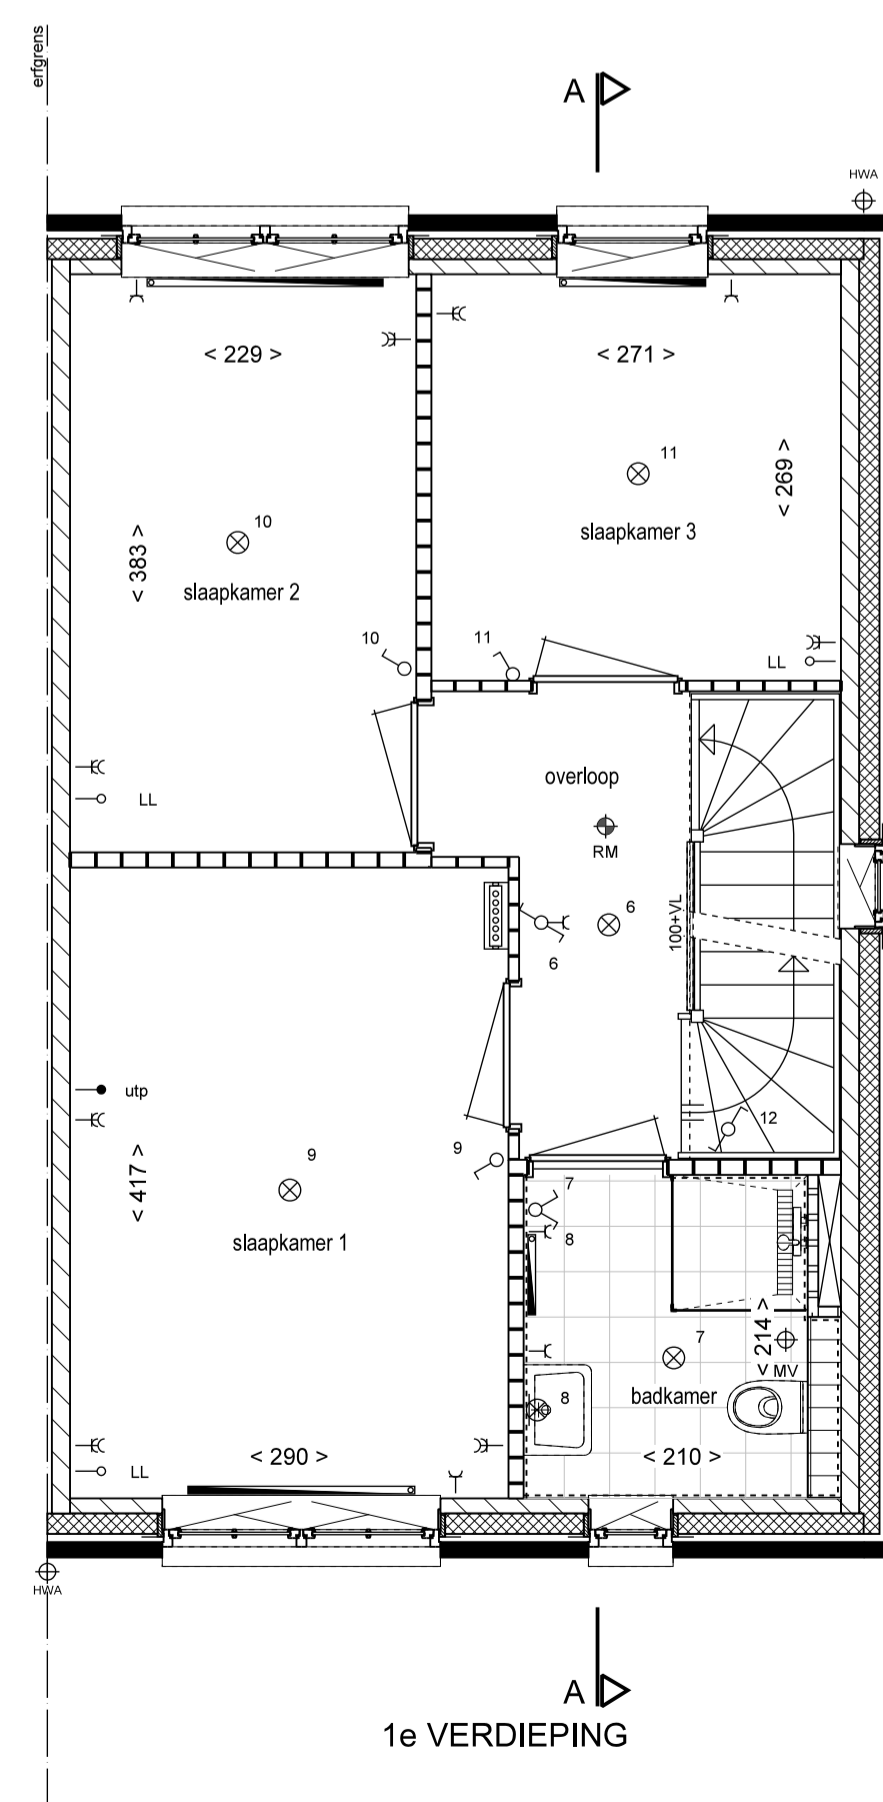 erfgrens
A
HWA
< 229 >
< 271 >
11
< 269 >
slaapkamer 3
10
< 383 >
slaapkamer 2
10
11
LL
overloop
LL
RM
6
100+VL
6
utp
12
9
9
< 417 >
7
slaapkamer 1
8
< 214 >
7
MV
badkamer
8
< 290 >
< 210 >
LL
HWA
A
1e VERDIEPING